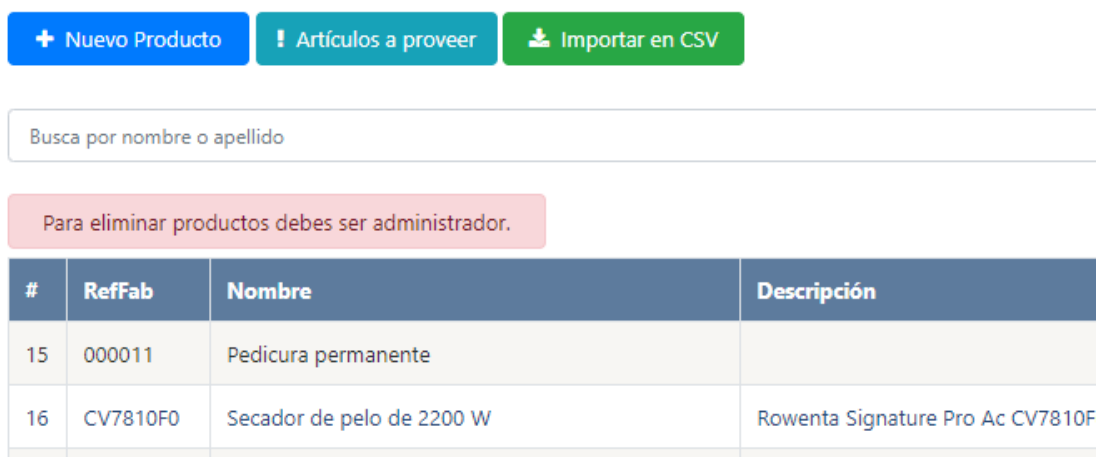 + Nuevo Producto ! Artículos a proveer Importar en CSV
Busca por nombre o apellido
Para eliminar productos debes ser administrador.
# RefFab Nombre Descripción
15 000011 Pedicura permanente
16 CV7810F0 Secador de pelo de 2200 W Rowenta Signature Pro Ac CV7810F